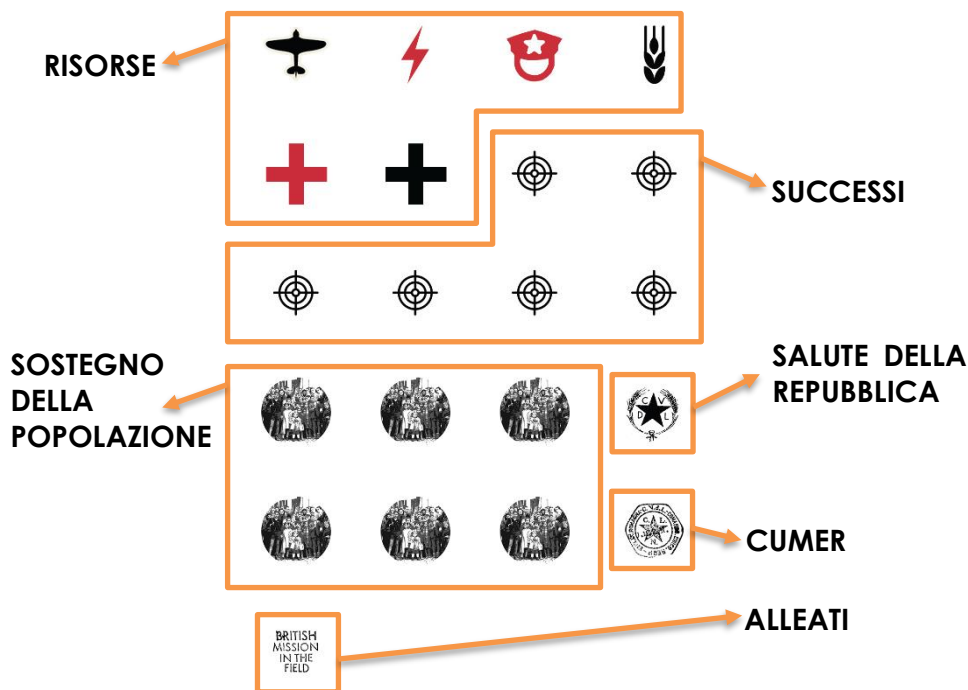 RISORSE
SUCCESSI
SOSTEGNO
DELLA
POPOLAZIONE
SALUTE DELLA
REPUBBLICA
C V
D L
CUMER
ALLEATI
BRITISH
MISSION
IN THE
FIELD